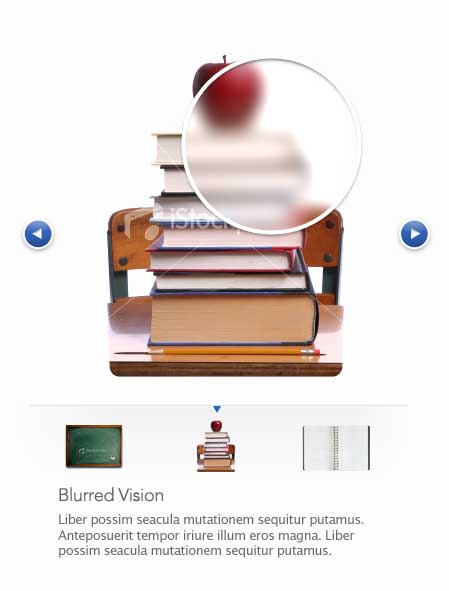 iStock
Blurred Vision
Liber possim seacula mutationem sequitur putamus.
Anteposuerit tempor iriure illum eros magna. Liber
possim seacula mutationem sequitur putamus.